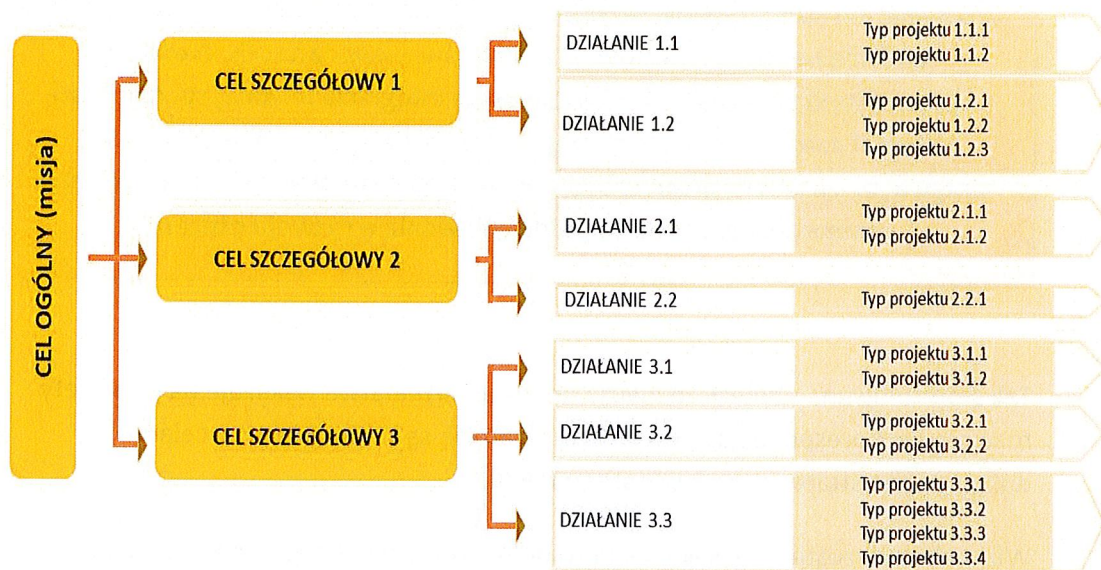 CEL OGÓLNY (misja)
CEL SZCZEGÓŁOWY 1
DZIAŁANIE 1.1
Typ projektu 1.1.1
Typ projektu 1.1.2
DZIAŁANIE 1.2
Typ projektu 1.2.1
Typ projektu 1.2.2
Typ projektu 1.2.3
CEL SZCZEGÓŁOWY 2
DZIAŁANIE 2.1
Typ projektu 2.1.1
Typ projektu 2.1.2
DZIAŁANIE 2.2
Typ projektu 2.2.1
CEL SZCZEGÓŁOWY 3
DZIAŁANIE 3.1
Typ projektu 3.1.1
Typ projektu 3.1.2
DZIAŁANIE 3.2
Typ projektu 3.2.1
Typ projektu 3.2.2
DZIAŁANIE 3.3
Typ projektu 3.3.1
Typ projektu 3.3.2
Typ projektu 3.3.3
Typ projektu 3.3.4